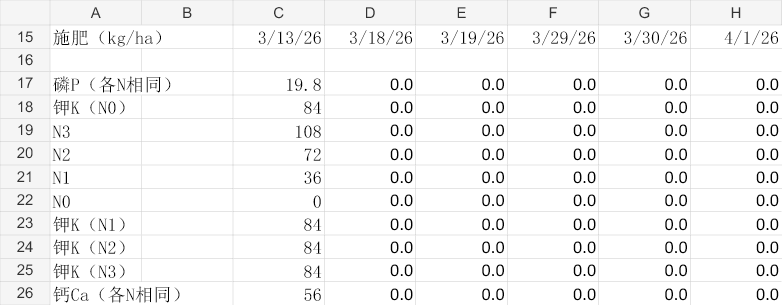 A B C D E F G H
15 施肥（kg/ha） 3/13/26 3/18/26 3/19/26 3/29/26 3/30/26 4/1/26
16
17 磷P（各N相同） 19.8 0.0 0.0 0.0 0.0 0.0
18 钾K（N0） 84 0.0 0.0 0.0 0.0 0.0
19 N3 108 0.0 0.0 0.0 0.0 0.0
20 N2 72 0.0 0.0 0.0 0.0 0.0
21 N1 36 0.0 0.0 0.0 0.0 0.0
22 N0 0 0.0 0.0 0.0 0.0 0.0
23 钾K（N1） 84 0.0 0.0 0.0 0.0 0.0
24 钾K（N2） 84 0.0 0.0 0.0 0.0 0.0
25 钾K（N3） 84 0.0 0.0 0.0 0.0 0.0
26 钙Ca（各N相同） 56 0.0 0.0 0.0 0.0 0.0